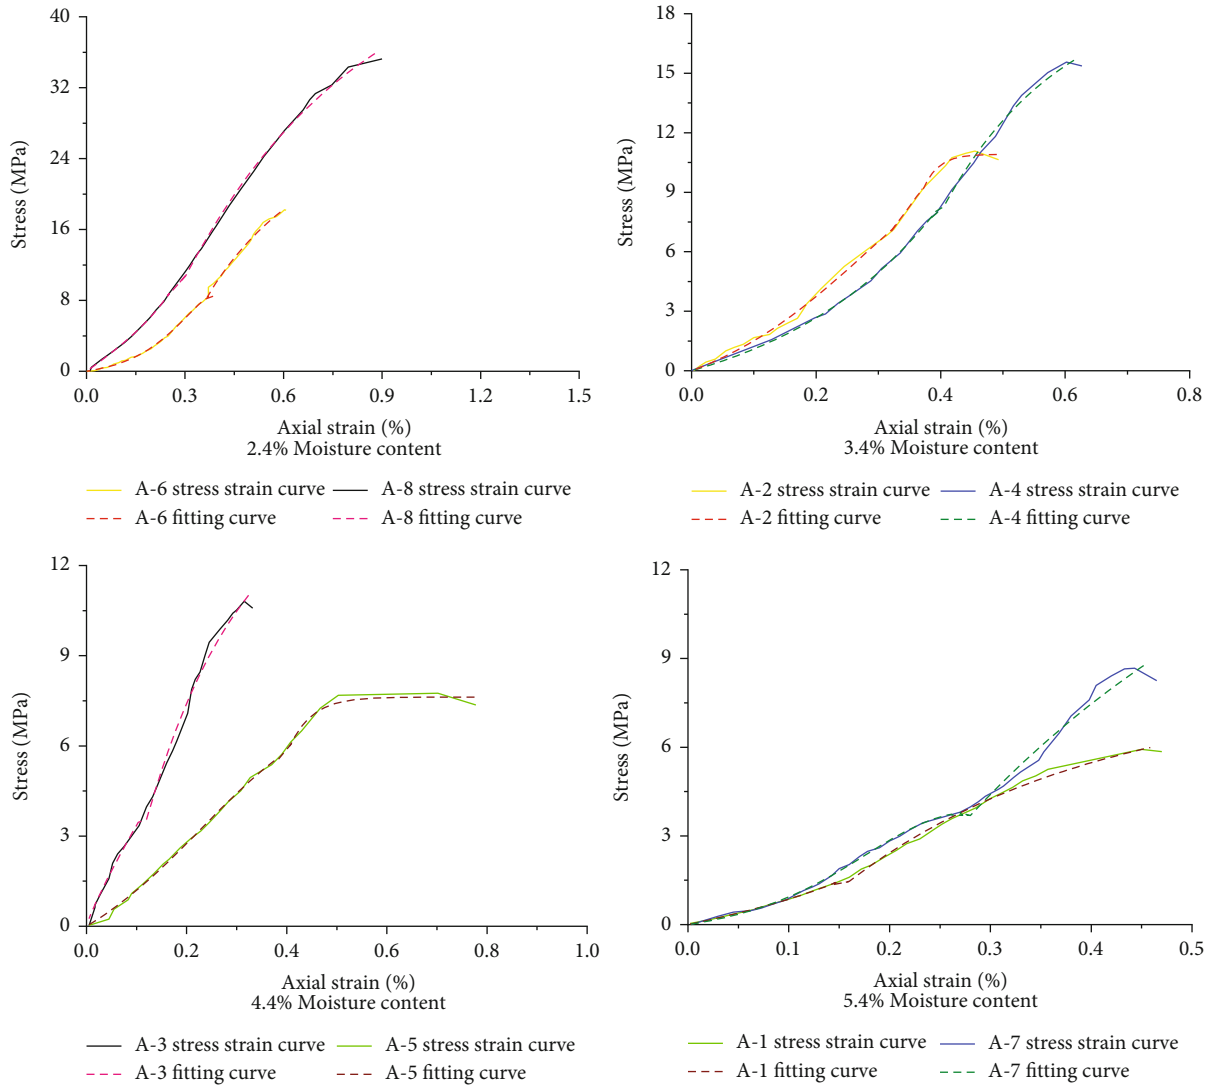 40
32
24
16
8
0
Stress (MPa)
0.0 0.3 0.6 0.9 1.2 1.5
Axial strain (%)
2.4% Moisture content
A-6 stress strain curve A-8 stress strain curve
A-6 fitting curve A-8 fitting curve
18
15
12
9
6
3
0
Stress (MPa)
0.0 0.2 0.4 0.6 0.8
Axial strain (%)
3.4% Moisture content
A-2 stress strain curve A-4 stress strain curve
A-2 fitting curve A-4 fitting curve
12
9
6
3
0
Stress (MPa)
0.0 0.2 0.4 0.6 0.8 1.0
Axial strain (%)
4.4% Moisture content
A-3 stress strain curve A-5 stress strain curve
A-3 fitting curve A-5 fitting curve
12
9
6
3
0
Stress (MPa)
0.0 0.1 0.2 0.3 0.4 0.5
Axial strain (%)
5.4% Moisture content
A-1 stress strain curve A-7 stress strain curve
A-1 fitting curve A-7 fitting curve